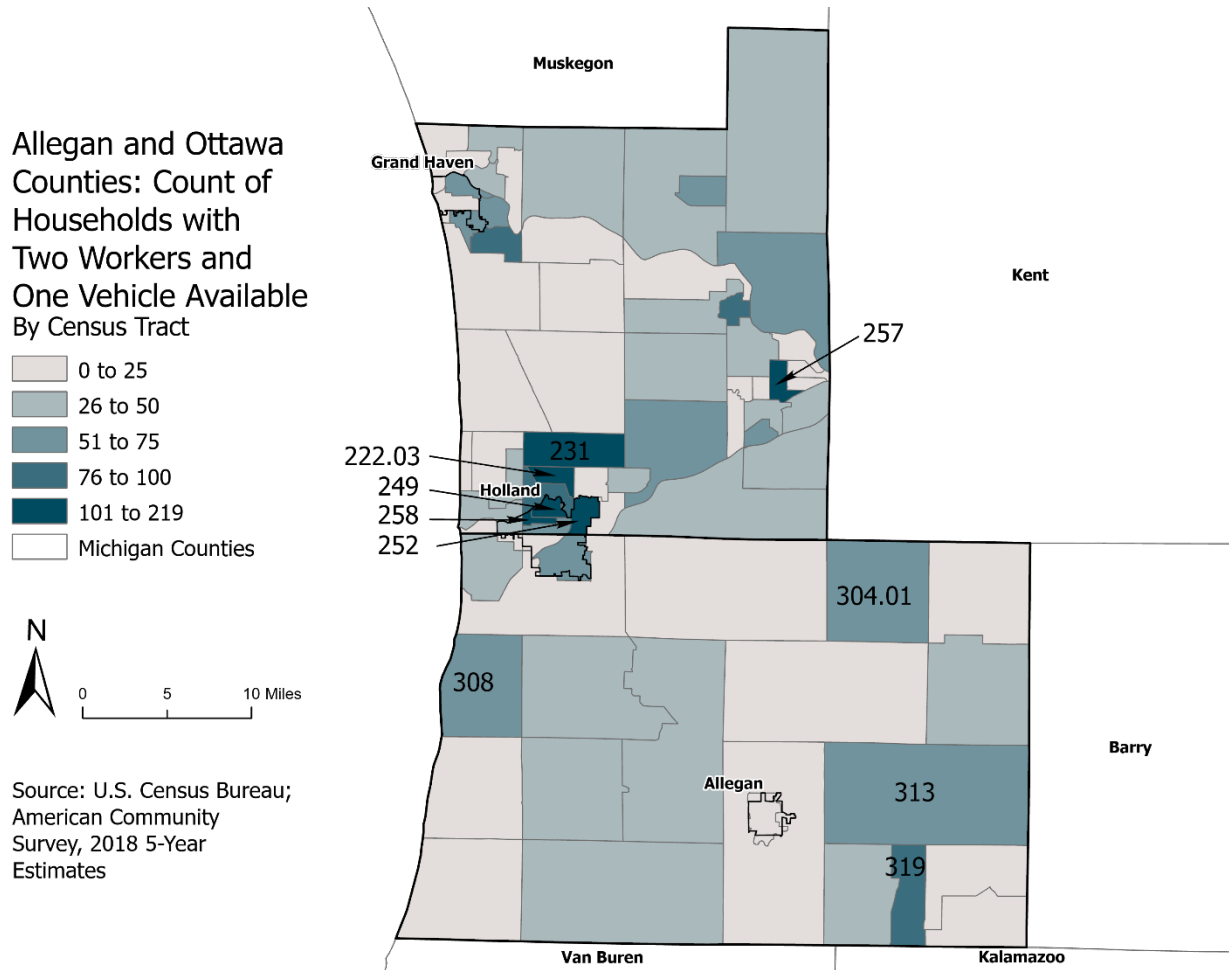 Allegan and Ottawa
Counties: Count of
Households with
Two Workers and
One Vehicle Available
By Census Tract
0 to 25
26 to 50
51 to 75
76 to 100
101 to 219
Michigan Counties
N
0 5 10 Miles
Source: U.S. Census Bureau;
American Community
Survey, 2018 5-Year
Estimates
Muskegon
Grand Haven
Kent
257
231
222.03
249
Holland
258
252
304.01
308
Barry
Allegan
313
319
Van Buren
Kalamazoo